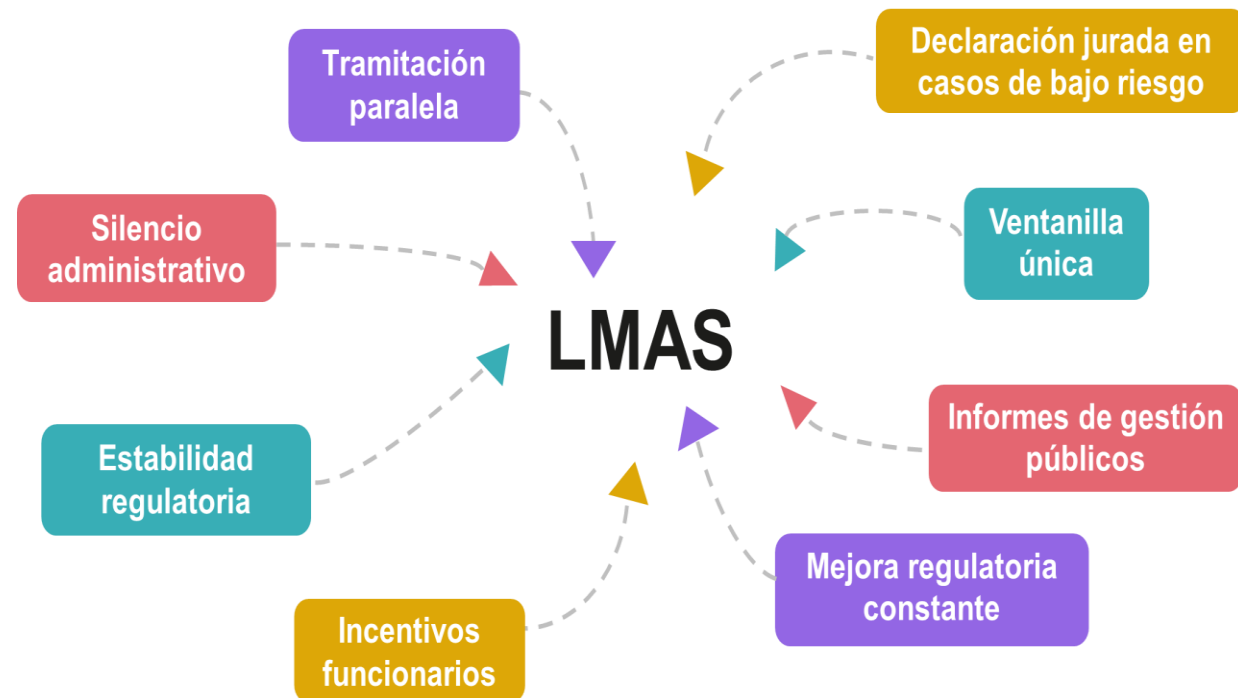 Tramitación
paralela
Declaración jurada en
casos de bajo riesgo
Silencio
administrativo
Ventanilla
única
LMAS
Estabilidad
regulatoria
Informes de gestión
públicos
Mejora regulatoria
constante
Incentivos
funcionarios